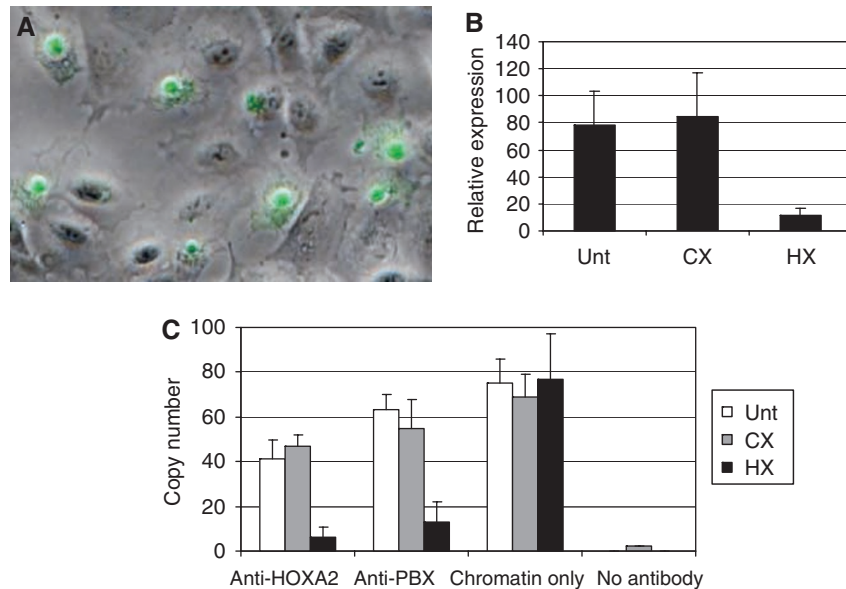 A
B
Relative expression
140
120
100
80
60
40
20
0
Unt
CX
HX
C
Copy number
100
80
60
40
20
0
Anti-HOXA2 Anti-PBX Chromatin only No antibody
Unt
CX
HX